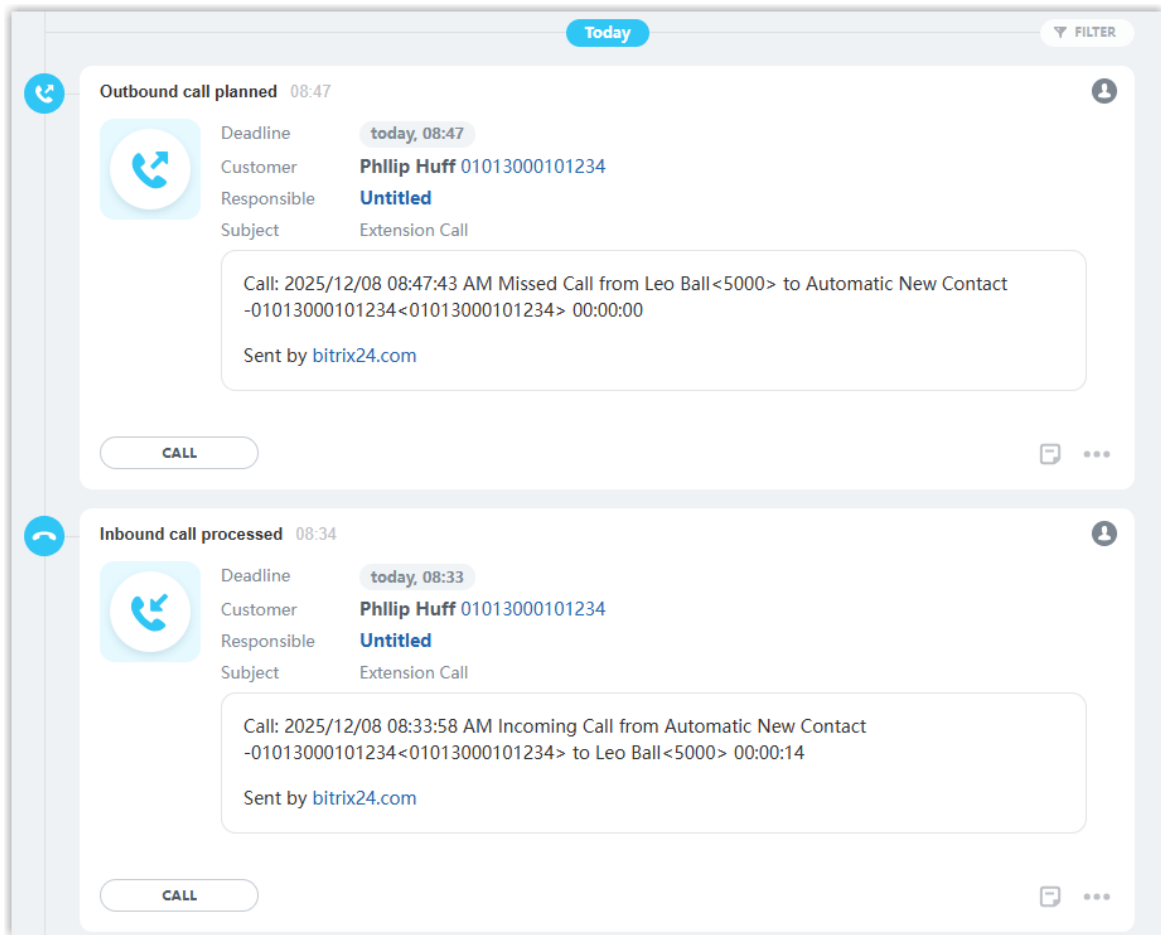 Today
FILTER
Outbound call planned 08:47
Deadline today, 08:47
Customer Phllip Huff 01013000101234
Responsible Untitled
Subject Extension Call
Call: 2025/12/08 08:47:43 AM Missed Call from Leo Ball<5000> to Automatic New Contact
-01013000101234<01013000101234> 00:00:00
Sent by bitrix24.com
CALL
Inbound call processed 08:34
Deadline today, 08:33
Customer Phllip Huff 01013000101234
Responsible Untitled
Subject Extension Call
Call: 2025/12/08 08:33:58 AM Incoming Call from Automatic New Contact
-01013000101234<01013000101234> to Leo Ball<5000> 00:00:14
Sent by bitrix24.com
CALL